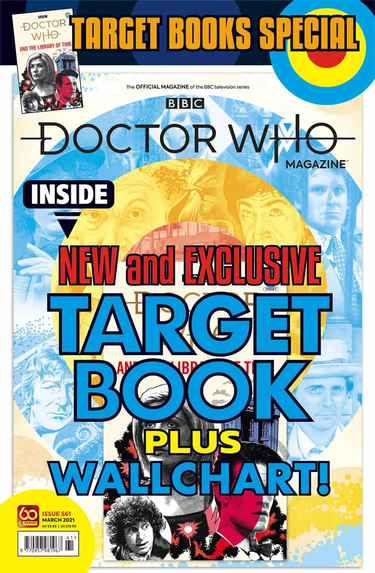 BBC
DOCTOR
WHO
AND THE LIBRARY OF TIME
TARGET BOOKS SPECIAL
The OFFICIAL MAGAZINE of the BBC television series
BBC
DOCTOR WHO
MAGAZINE
INSIDE
NEW and EXCLUSIVE
TARGET
BOOK
PLUS
WALLCHART!
ISSUE 561
MARCH 2021